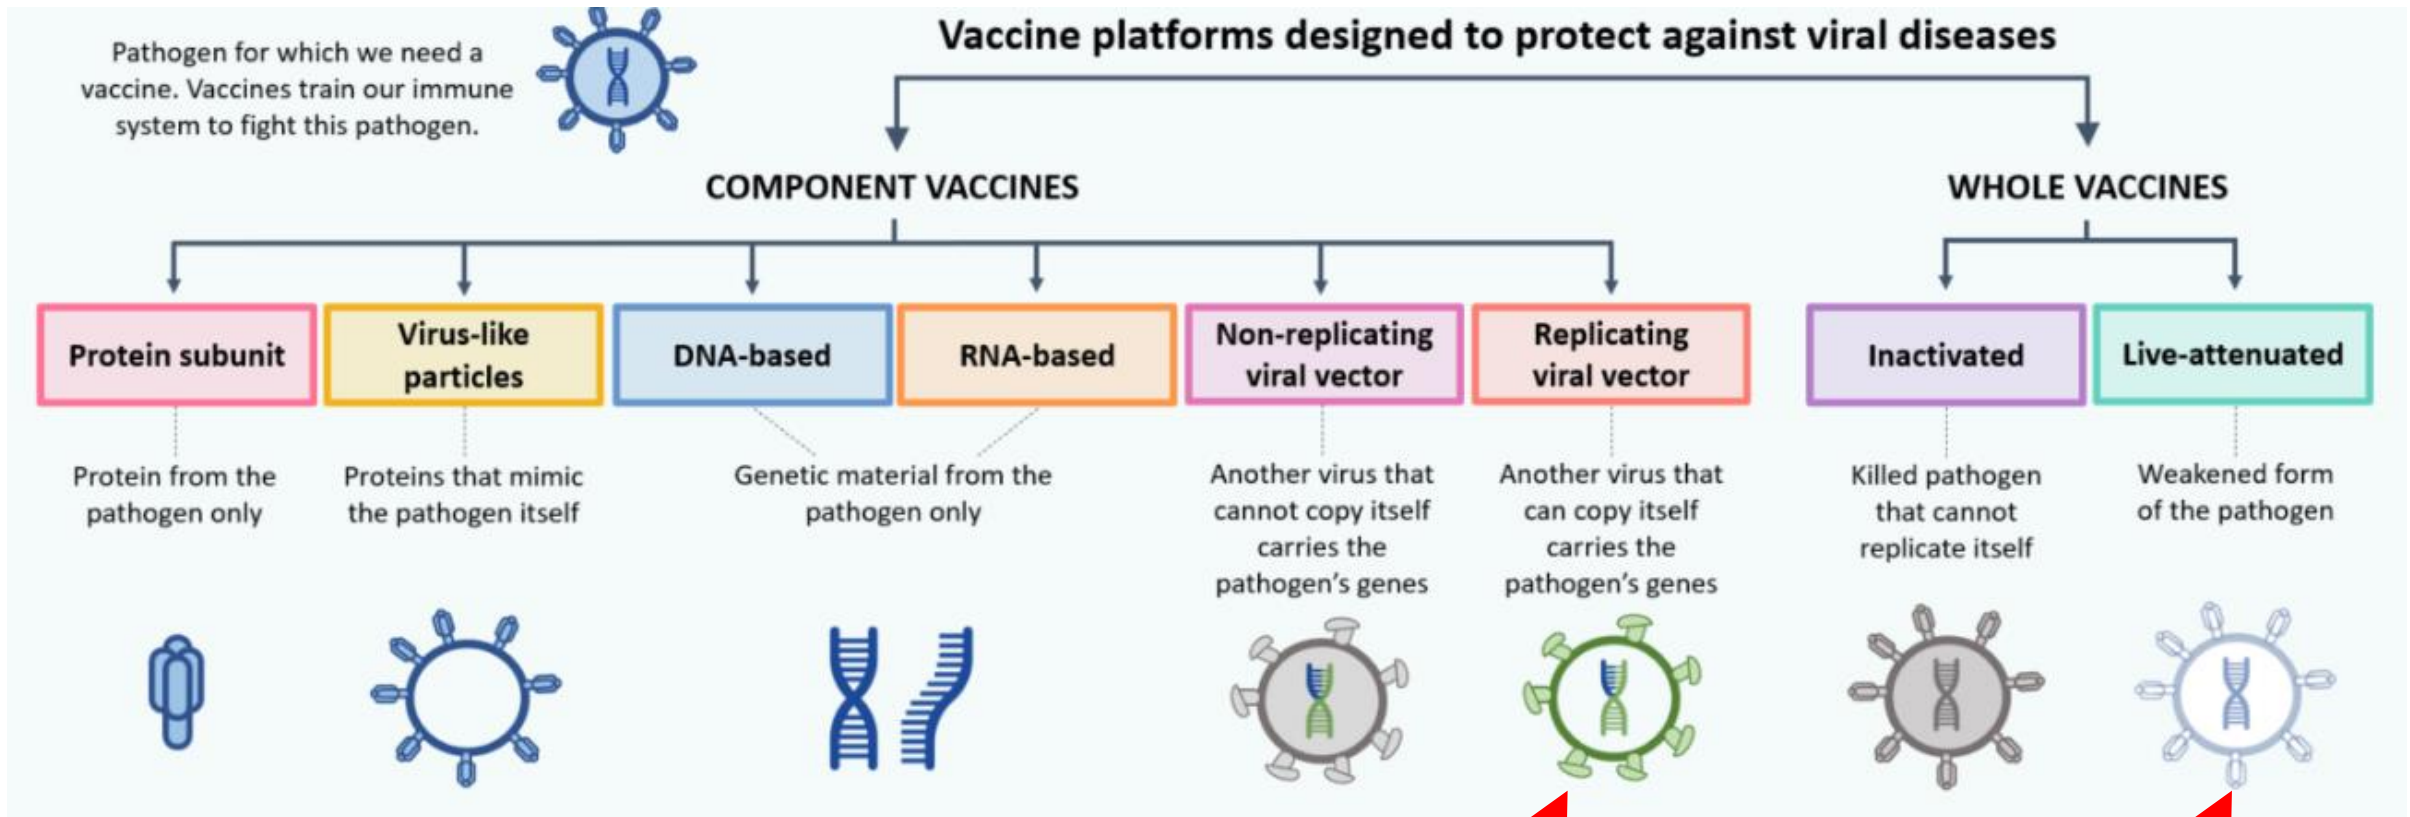 Vaccine platforms designed to protect against viral diseases
Pathogen for which we need a
vaccine. Vaccines train our immune
system to fight this pathogen.
COMPONENT VACCINES
WHOLE VACCINES
Protein subunit
Virus-like
particles
DNA-based
RNA-based
Non-replicating
viral vector
Replicating
viral vector
Inactivated
Live-attenuated
Protein from the
pathogen only
Proteins that mimic
the pathogen itself
Genetic material from the
pathogen only
Another virus that
cannot copy itself
carries the
pathogen's genes
Another virus that
can copy itself
carries the
pathogen's genes
Killed pathogen
that cannot
replicate itself
Weakened form
of the pathogen